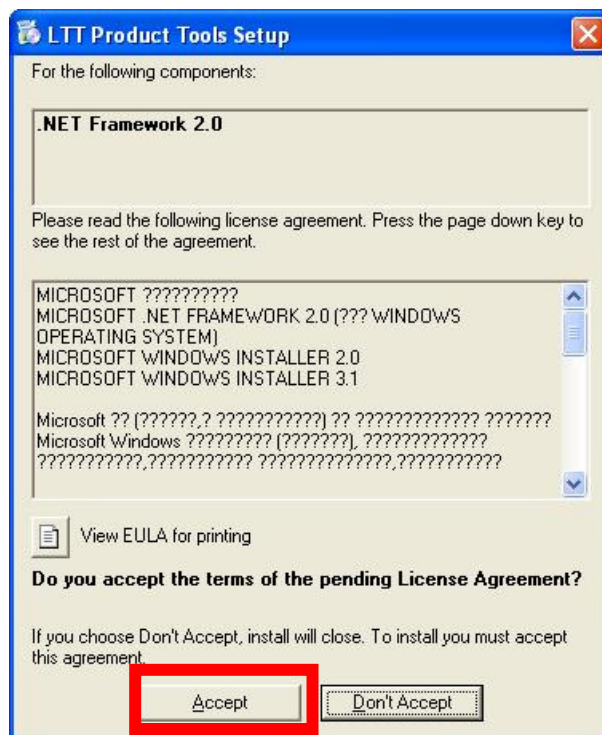 LTT Product Tools Setup
For the following components:
.NET Framework 2.0
Please read the following license agreement. Press the page down key to
see the rest of the agreement.
MICROSOFT ??????????
MICROSOFT .NET FRAMEWORK 2.0 (??? WINDOWS
OPERATING SYSTEM)
MICROSOFT WINDOWS INSTALLER 2.0
MICROSOFT WINDOWS INSTALLER 3.1
Microsoft ?? (??????,? ???????????) ?? ????????????? ???????
Microsoft Windows ????????? (???????), ?????????????
???????????,??????????? ??????????????,???????????
View EULA for printing
Do you accept the terms of the pending License Agreement?
If you choose Don't Accept, install will close. To install you must accept
this agreement.
Accept
Don't Accept